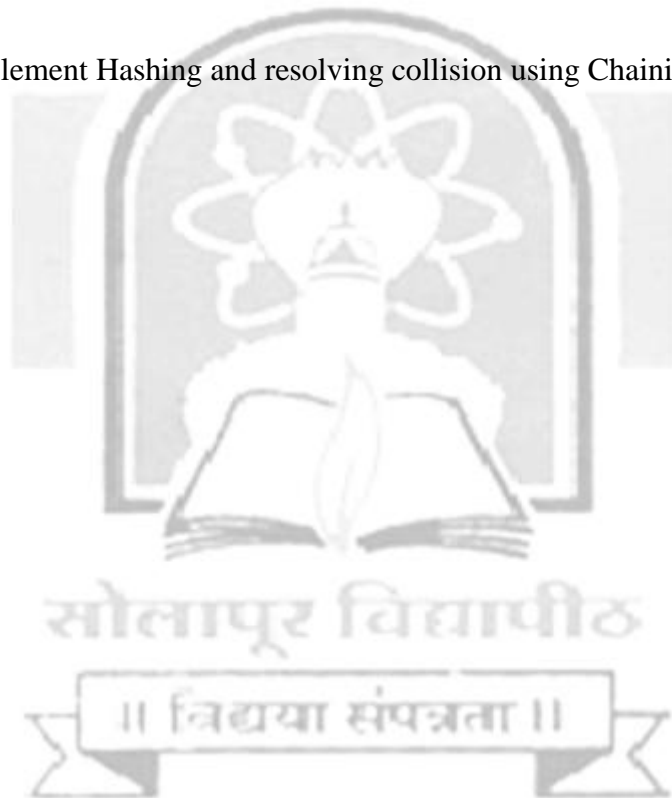 lement Hashing and resolving collision using Chaini
सोलापूर विद्यापीठ
॥ विद्यया संपन्नता ॥